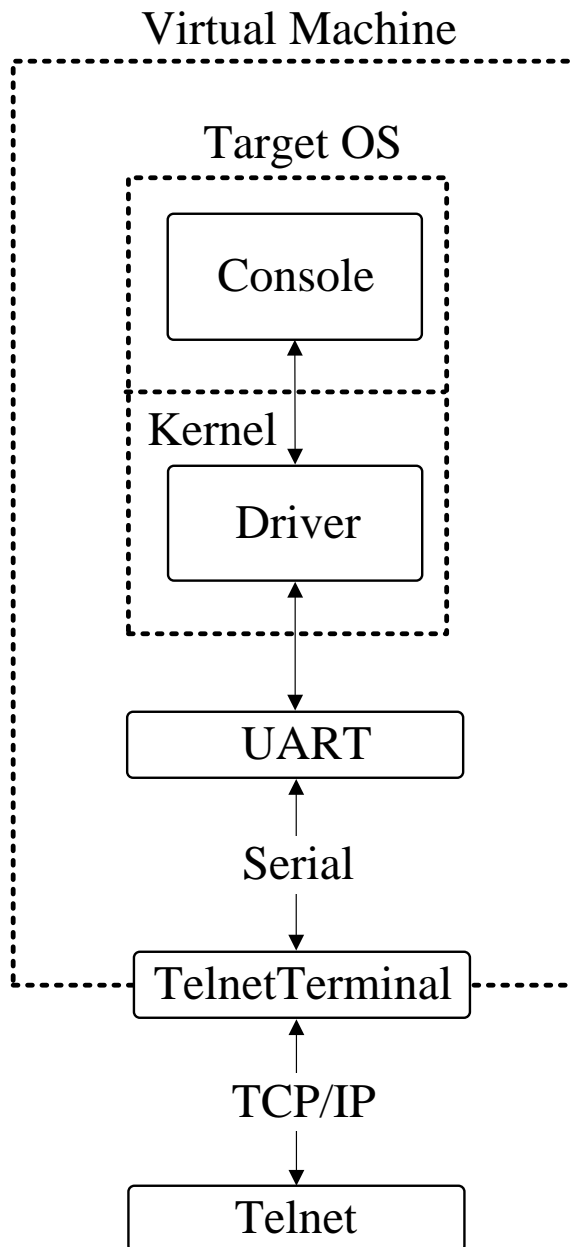 Virtual Machine
Target OS
Console
Kernel
Driver
UART
Serial
TelnetTerminal
TCP/IP
Telnet